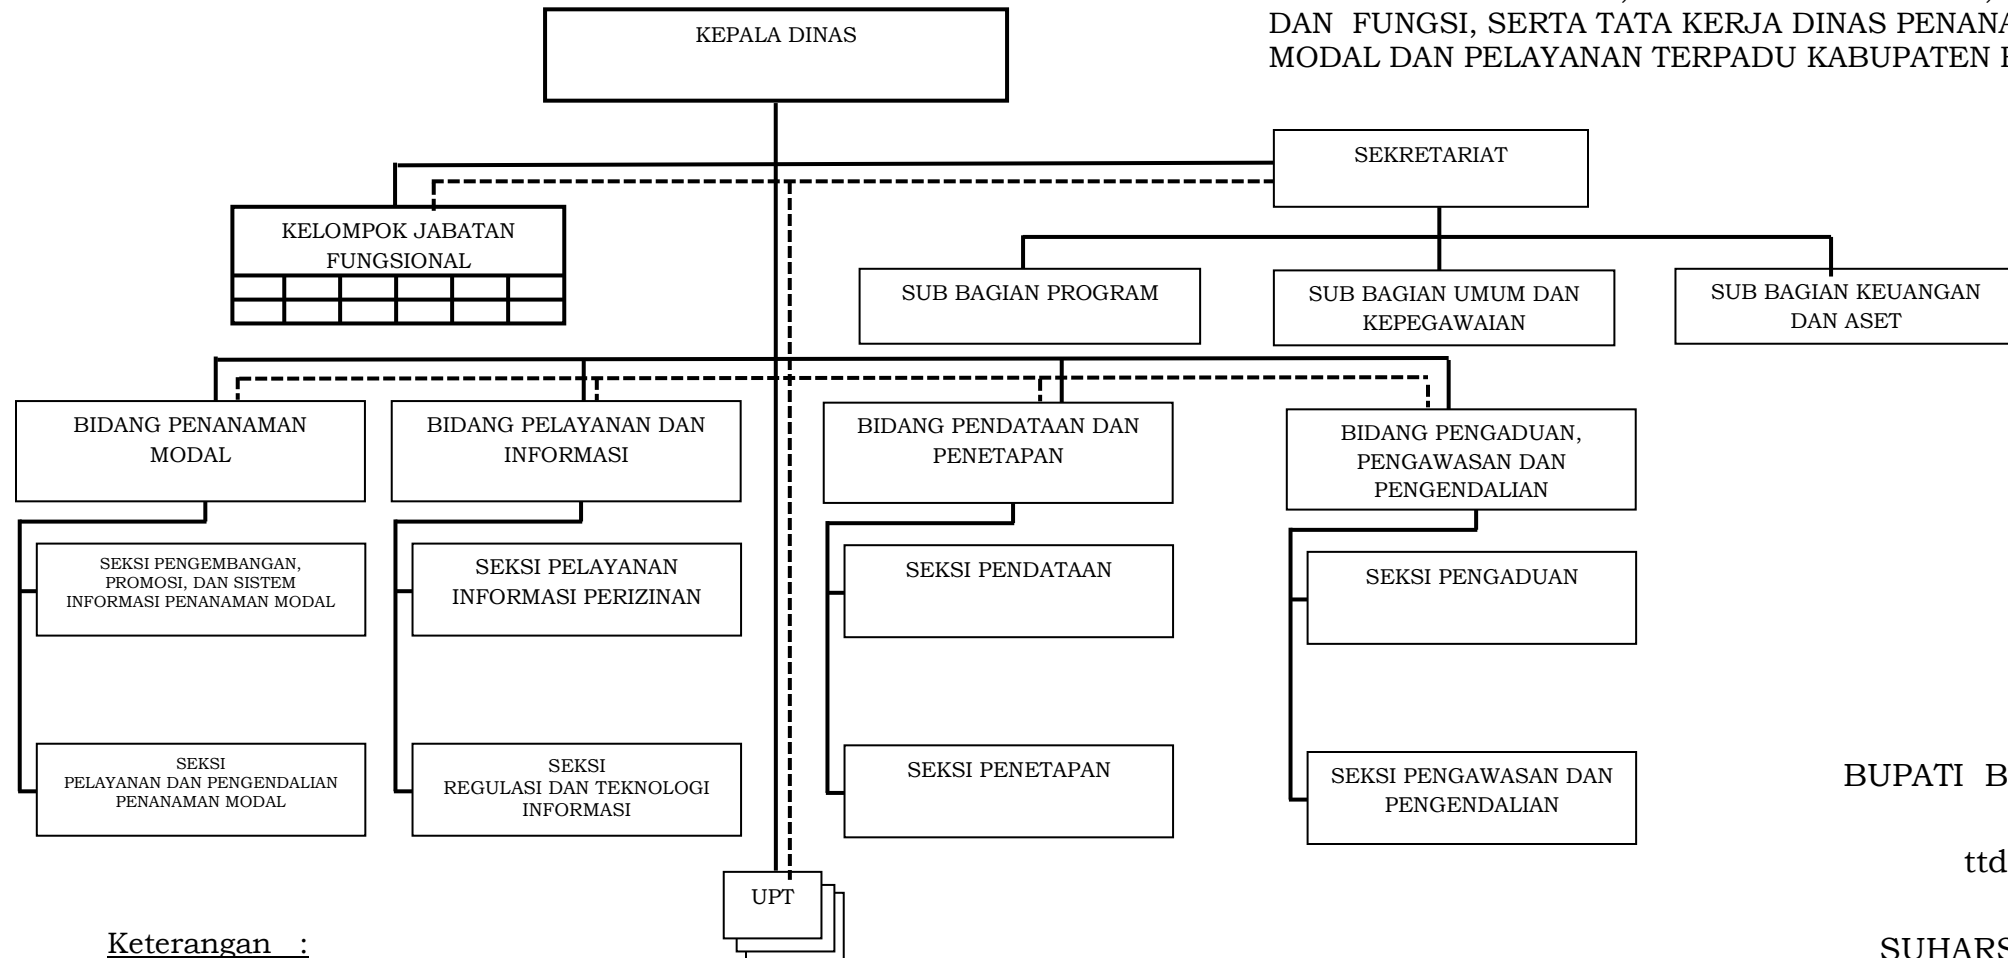 DAN FUNGSI, SERTA TATA KERJA DINAS
MODAL DAN PELAYANAN TERPADU KABUPATEN
KEPALA DINAS
SEKRETARIAT
KELOMPOK JABATAN
FUNGSIONAL
SUB BAGIAN PROGRAM
SUB BAGIAN UMUM DAN
KEPEGAWAIAN
SUB BAGIAN KEUANGAN
DAN ASET
BIDANG PENANAMAN
MODAL
BIDANG PELAYANAN DAN
INFORMASI
BIDANG PENDATAAN DAN
PENETAPAN
BIDANG PENGADUAN,
PENGAWASAN DAN
PENGENDALIAN
SEKSI PENGEMBANGAN,
PROMOSI, DAN SISTEM
INFORMASI PENANAMAN MODAL
SEKSI PELAYANAN
INFORMASI PERIZINAN
SEKSI PENDATAAN
SEKSI PENGADUAN
SEKSI
PELAYANAN DAN PENGENDALIAN
PENANAMAN MODAL
SEKSI
REGULASI DAN TEKNOLOGI
INFORMASI
SEKSI PENETAPAN
SEKSI PENGAWASAN DAN
PENGENDALIAN
BUPATI
ttd
UPT
Keterangan :